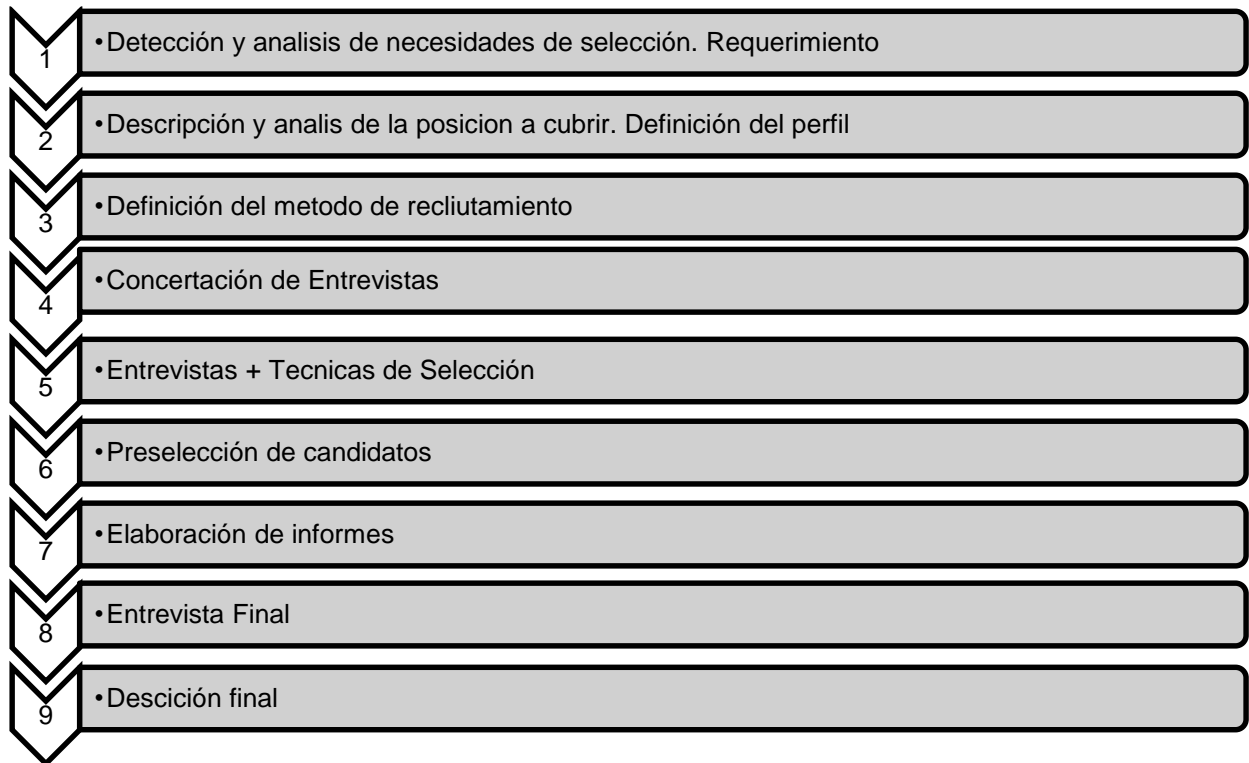 1
•Detección y analisis de necesidades de selección. Requerimiento
2
•Descripción y analis de la posicion a cubrir. Definición del perfil
3
•Definición del metodo de recliutamiento
4
•Concertación de Entrevistas
5
•Entrevistas + Tecnicas de Selección
6
•Preselección de candidatos
7
•Elaboración de informes
8
•Entrevista Final
9
•Descición final